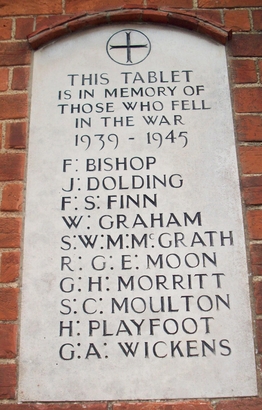 THIS TABLET
IS IN MEMORY OF
THOSE WHO FELL
IN THE WAR
1939 - 1945
F: BISHOP
J: DOLDING
F: S: FINN
W: GRAHAM
S:W:M:McGRATH
R: G: E: MOON
G: H: MORRITT
S: C: MOULTON
H: PLAYFOOT
G: A: WICKENS